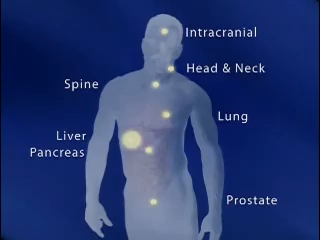 Intracranial
Head & Neck
Spine
Lung
Liver
Pancreas
Prostate